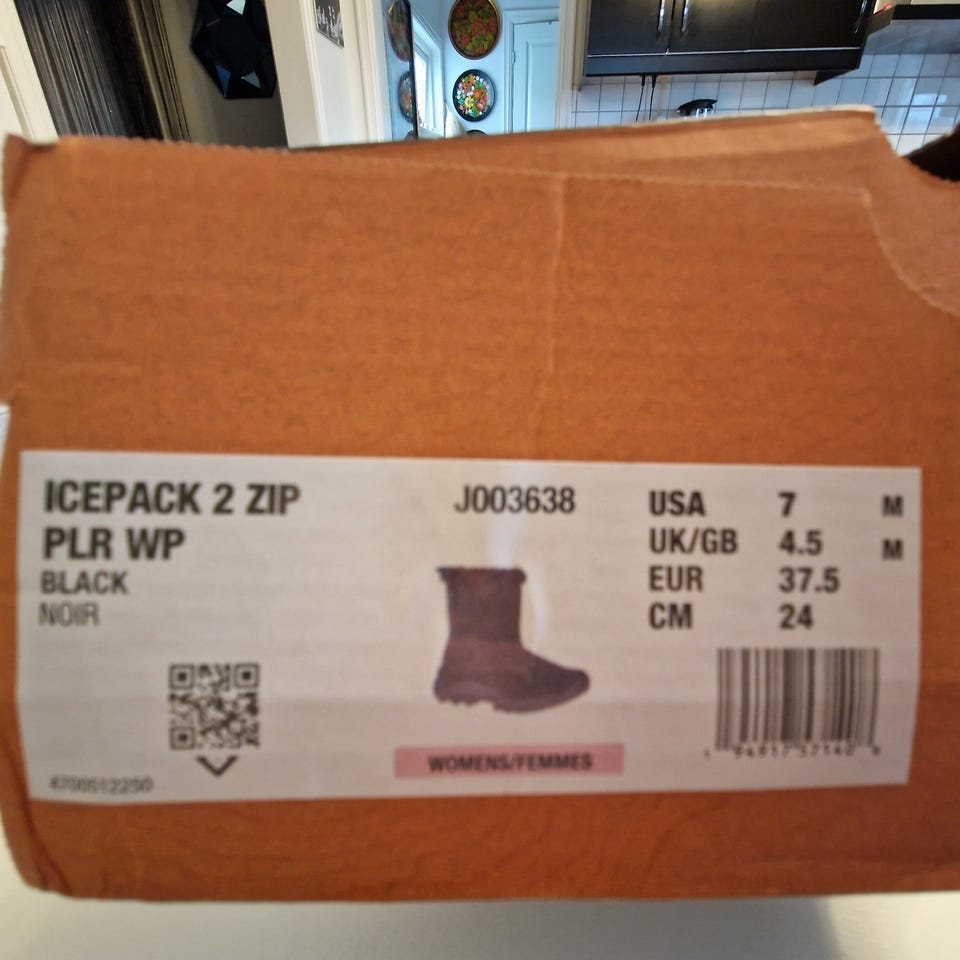 ICEPACK 2 ZIP
PLR WP
BLACK
NOIR
J003638
USA 7 M
UK/GB 4.5 M
EUR 37.5
CM 24
WOMENS/FEMMES